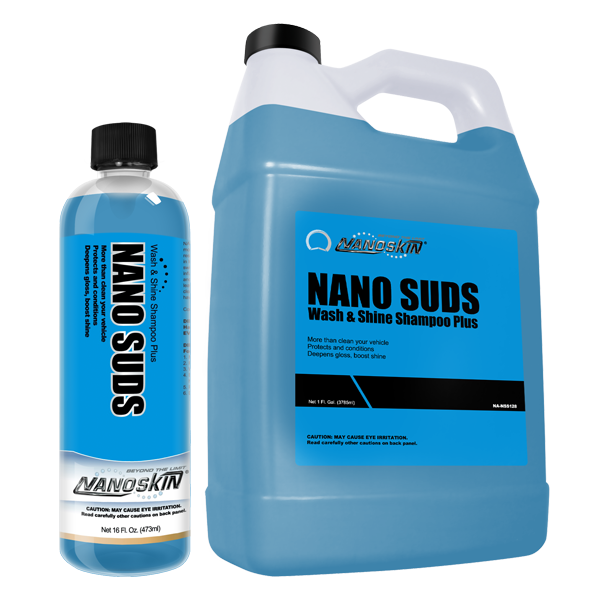 Wash & Shine Shampoo Plus
NANO SUDS
More than clean your vehicle
Protects and conditions
Deepens gloss, boost shine
BEYOND THE LIMIT
NANOSKIN®
CAUTION: MAY CAUSE EYE IRRITATION.
Read carefully other cautions on back panel.
Net 16 Fl. Oz. (473ml)
NANOSKIN®
NANO SUDS
Wash & Shine Shampoo Plus
More than clean your vehicle
Protects and conditions
Deepens gloss, boost shine
Net 1 Fl. Gal. (3785ml)
NA-NSS128
CAUTION: MAY CAUSE EYE IRRITATION.
Read carefully other cautions on back panel.